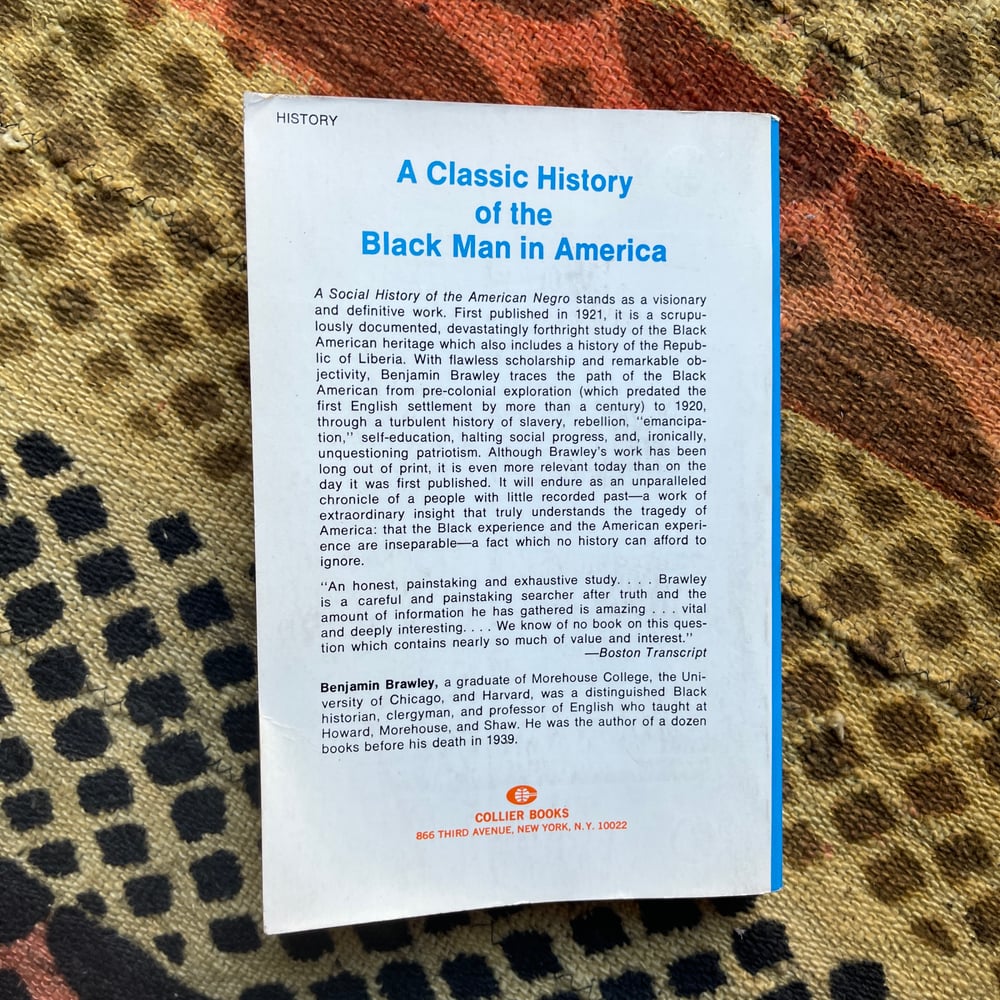 HISTORY
A Classic History
of the
Black Man in America
A Social History of the American Negro stands as a visionary
and definitive work. First published in 1921, it is a scrupu-
lously documented, devastatingly forthright study of the Black
American heritage which also includes a history of the Repub-
lic of Liberia. With flawless scholarship and remarkable ob-
jectivity, Benjamin Brawley traces the path of the Black
American from pre-colonial exploration (which predated the
first English settlement by more than a century) to 1920,
through a turbulent history of slavery, rebellion, "emancipa-
tion," self-education, halting social progress, and, ironically,
unquestioning patriotism. Although Brawley's work has been
long out of print, it is even more relevant today than on the
day it was first published. It will endure as an unparalleled
chronicle of a people with little recorded past—a work of
extraordinary insight that truly understands the tragedy of
America: that the Black experience and the American experi-
ence are inseparable—a fact which no history can afford to
ignore.
"An honest, painstaking and exhaustive study. . . . Brawley
is a careful and painstaking searcher after truth and the
amount of information he has gathered is amazing . . . vital
and deeply interesting. . . . We know of no book on this ques-
tion which contains nearly so much of value and interest."
—Boston Transcript
Benjamin Brawley, a graduate of Morehouse College, the Uni-
versity of Chicago, and Harvard, was a distinguished Black
historian, clergyman, and professor of English who taught at
Howard, Morehouse, and Shaw. He was the author of a dozen
books before his death in 1939.
COLLIER BOOKS
866 THIRD AVENUE, NEW YORK, N.Y. 10022